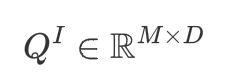 Q^I ∈ ℝ^{M×D}